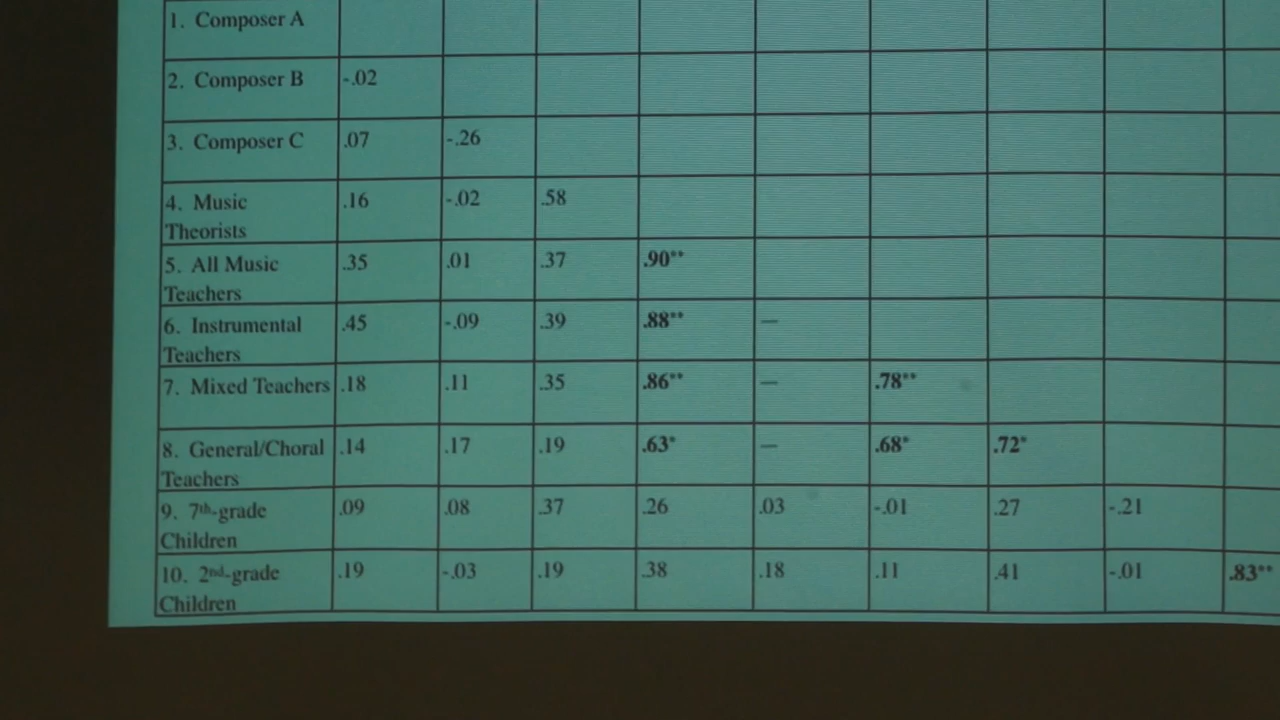 1. Composer A
2. Composer B -.02
3. Composer C .07 -.26
4. Music .16 -.02 .58
Theorists
5. All Music .35 .01 .37 .90**
Teachers
6. Instrumental .45 -.09 .39 .88** —
Teachers
7. Mixed Teachers .18 .11 .35 .86** — .78**
8. General/Choral .14 .17 .19 .63* — .68* .72*
Teachers
9. 7th-grade .09 .08 .37 .26 .03 -.01 .27 -.21
Children
10. 2nd-grade .19 -.03 .19 .38 .18 .11 .41 -.01 .83**
Children